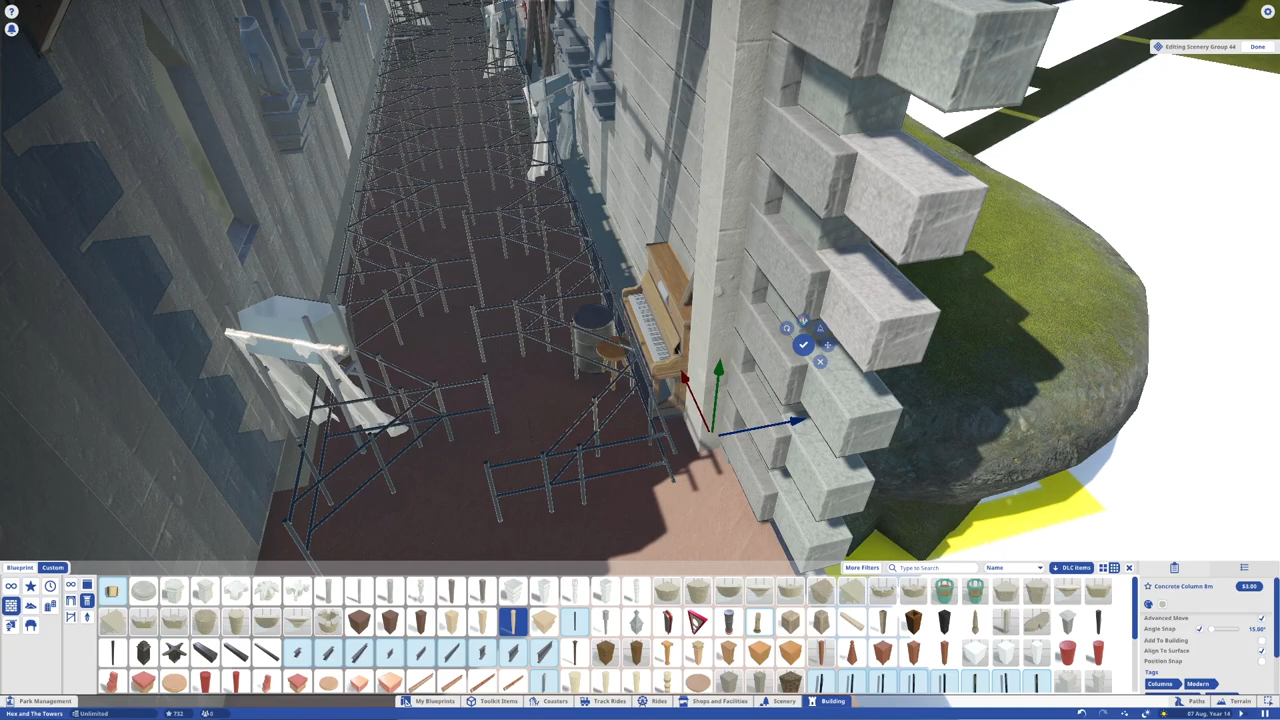 ?
Editing Scenery Group 44
Done
Blueprint
Custom
More Filters
Type to Search
Name
DLC Items
Concrete Column 8m
$3.00
Advanced Move
Angle Snap
15.00°
Add To Building
Align To Surface
Position Snap
Tags
Columns
Modern
Park Management
My Blueprints
Toolkit Items
Coasters
Track Rides
Rides
Shops and Facilities
Scenery
Building
Paths
Terrain
Hex and The Towers
Unlimited
732
0
07 Aug, Year 14